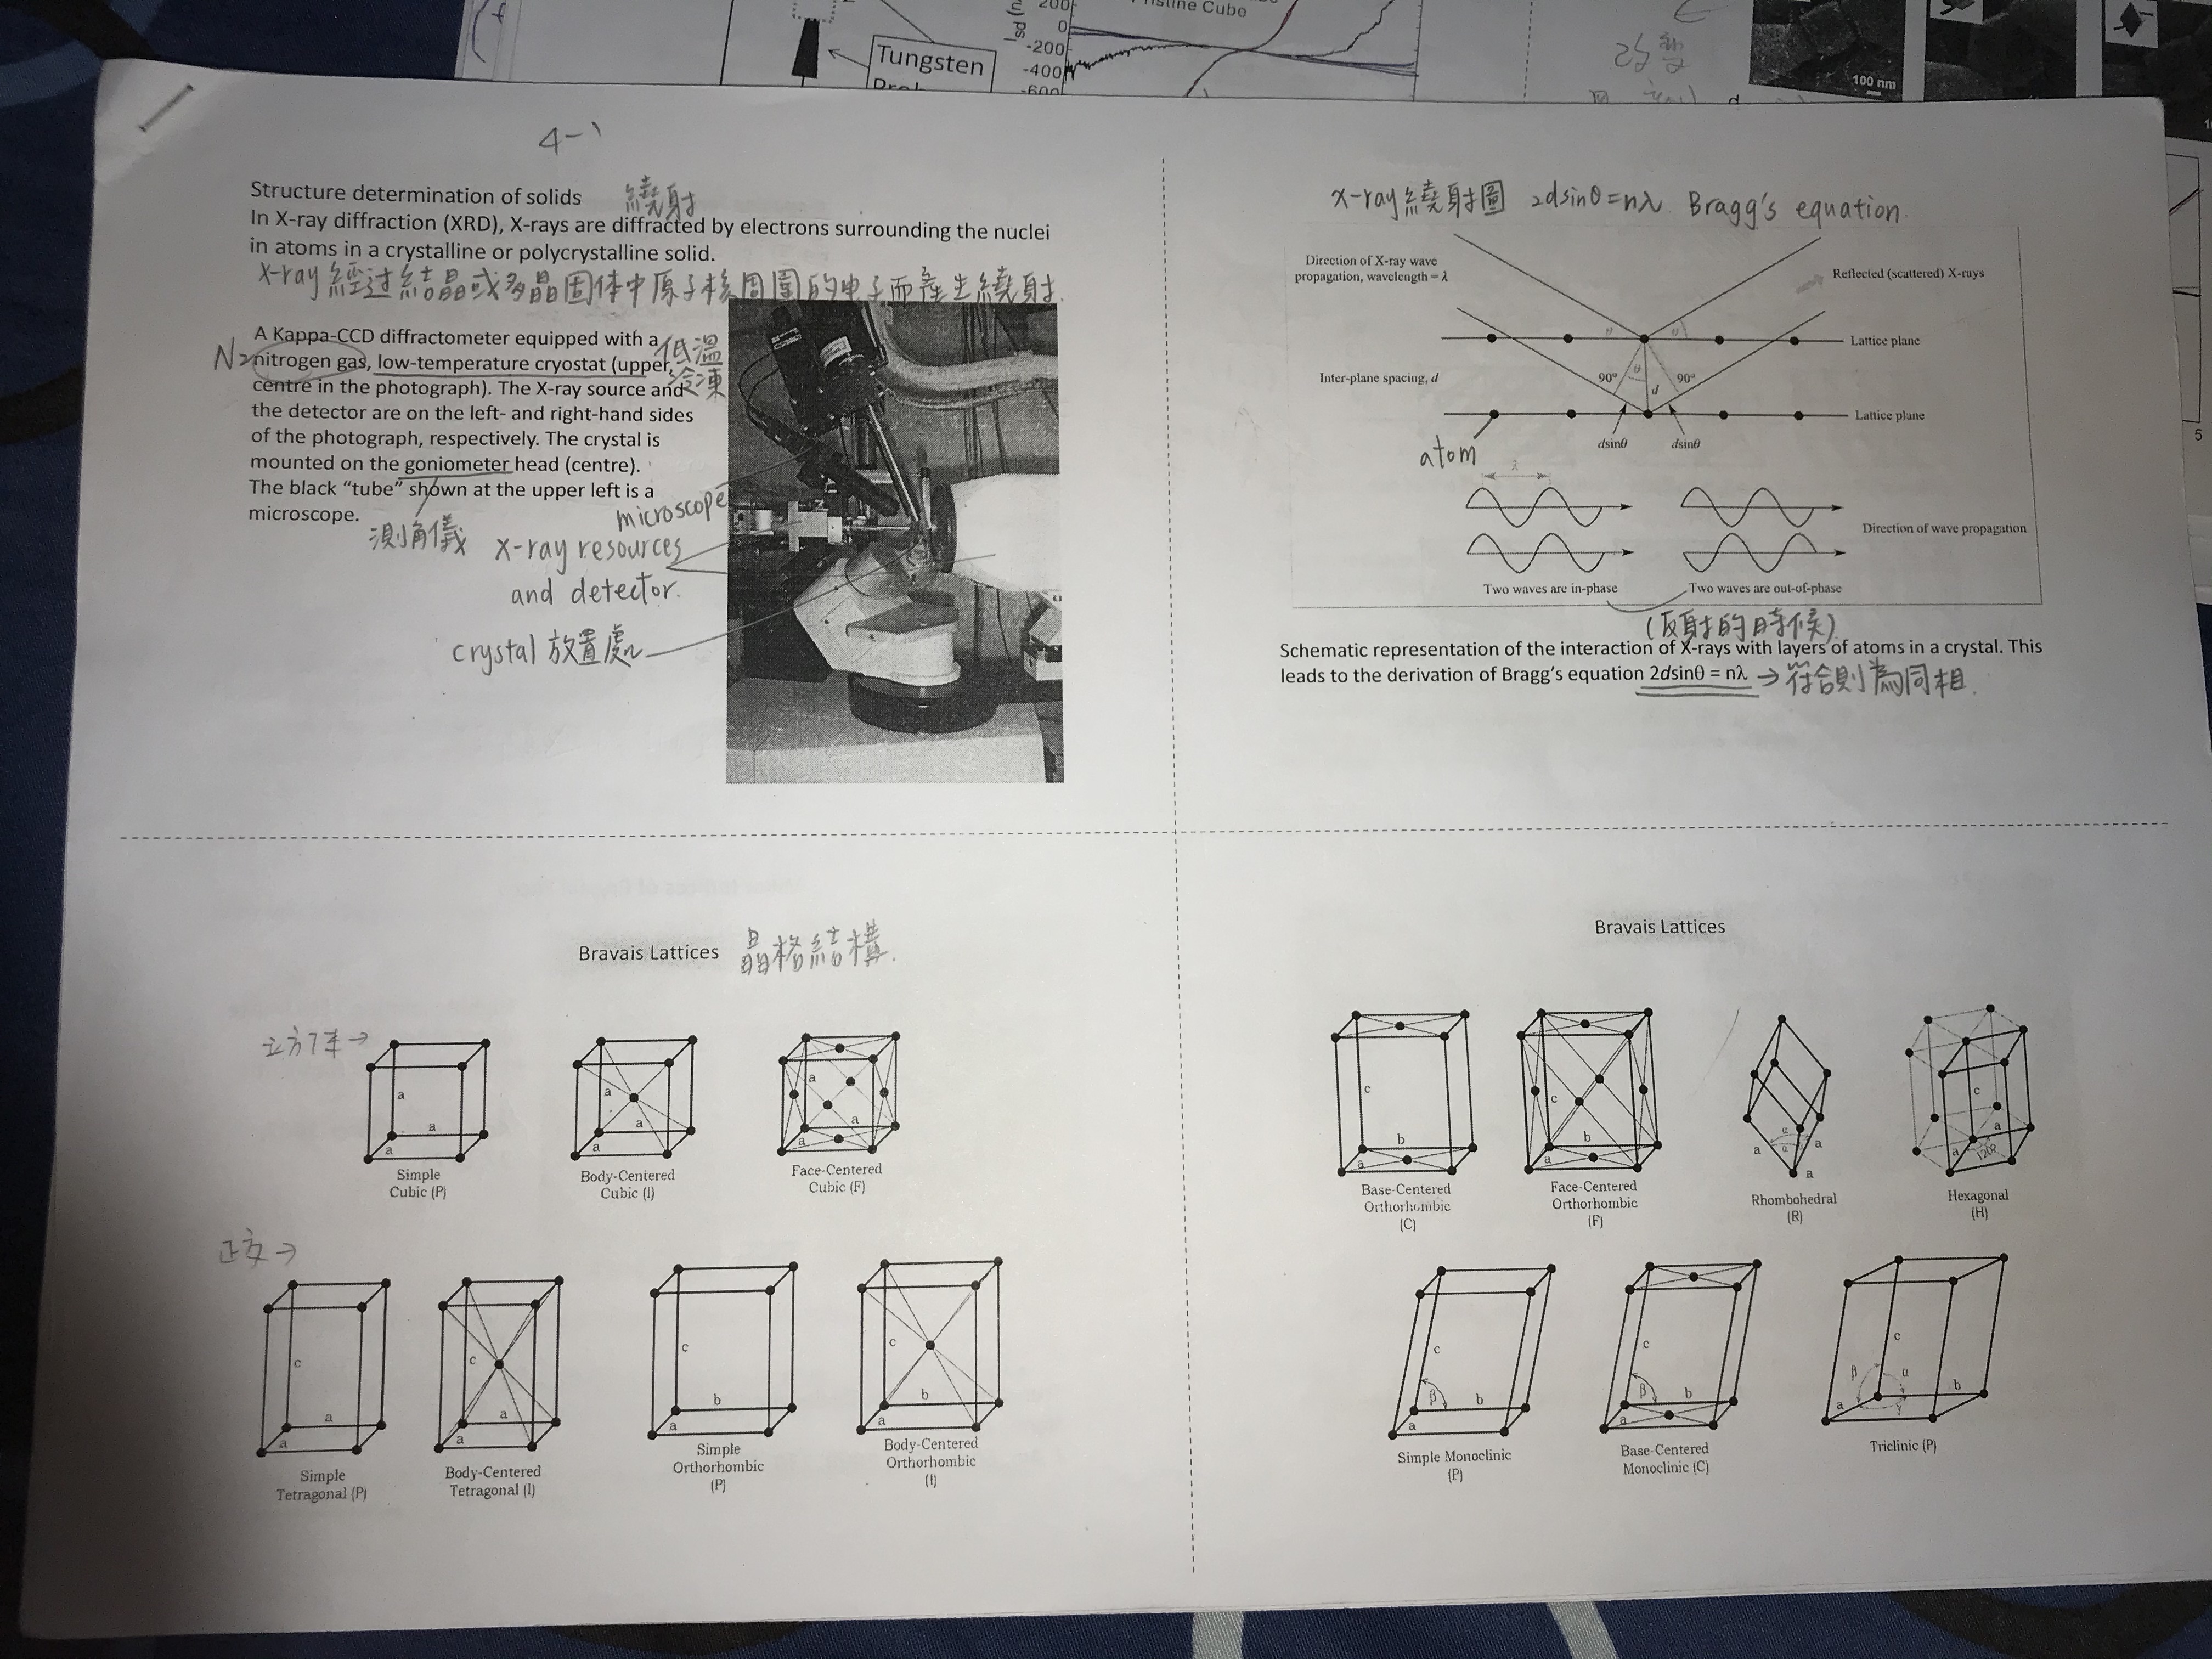 Tungsten
200
0
-200
-400
-600
Cube
100 nm
5
4-1
Structure determination of solids 繞射
In X-ray diffraction (XRD), X-rays are diffracted by electrons surrounding the nuclei
in atoms in a crystalline or polycrystalline solid.
X-ray 經過結晶或多晶固体中原子核周圍的电子而產生繞射.
A Kappa-CCD diffractometer equipped with a
N2 nitrogen gas, low-temperature cryostat (upper,
低溫
冷凍
centre in the photograph). The X-ray source and
the detector are on the left- and right-hand sides
of the photograph, respectively. The crystal is
mounted on the goniometer head (centre).
The black “tube” shown at the upper left is a
microscope.
測角儀
microscope
X-ray resources
and detector.
crystal 放置處
X-ray 繞射圖 2dsinθ=nλ. Bragg's equation.
Direction of X-ray wave
propagation, wavelength = λ
Reflected (scattered) X-rays
θ
θ
Lattice plane
Inter-plane spacing, d
90°
θ
90°
d
Lattice plane
dsinθ
dsinθ
atom
λ
Direction of wave propagation
Two waves are in-phase
Two waves are out-of-phase
(反射的時候)
Schematic representation of the interaction of X-rays with layers of atoms in a crystal. This
leads to the derivation of Bragg’s equation 2dsinθ = nλ → 符合則為同相.
Bravais Lattices 晶格結構.
立方体→
a
a
a
Simple
Cubic (P)
a
a
a
Body-Centered
Cubic (I)
a
a
a
Face-Centered
Cubic (F)
正交→
c
a
a
Simple
Tetragonal (P)
c
a
a
Body-Centered
Tetragonal (I)
c
b
a
Simple
Orthorhombic
(P)
c
b
a
Body-Centered
Orthorhombic
(I)
Bravais Lattices
c
b
a
Base-Centered
Orthorhombic
(C)
c
b
a
Face-Centered
Orthorhombic
(F)
α
α
a
a
a
Rhombohedral
(R)
c
a
a
120°
Hexagonal
(H)
c
β
b
a
Simple Monoclinic
(P)
c
β
b
a
Base-Centered
Monoclinic (C)
c
β
α
b
a
γ
Triclinic (P)